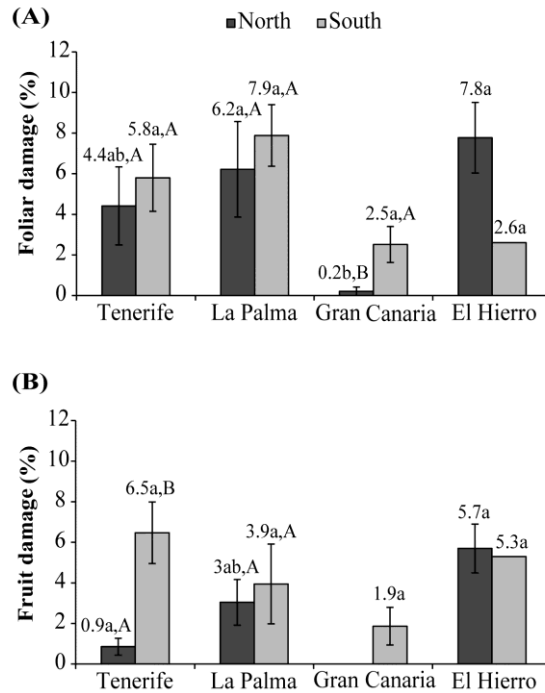 (A)
North South
Foliar damage (%)
12
10
8
6
4
2
0
4.4ab,A
5.8a,A
6.2a,A
7.9a,A
0.2b,B
2.5a,A
7.8a
2.6a
Tenerife La Palma Gran Canaria El Hierro
(B)
Fruit damage (%)
12
10
8
6
4
2
0
0.9a,A
6.5a,B
3ab,A
3.9a,A
1.9a
5.7a
5.3a
Tenerife La Palma Gran Canaria El Hierro